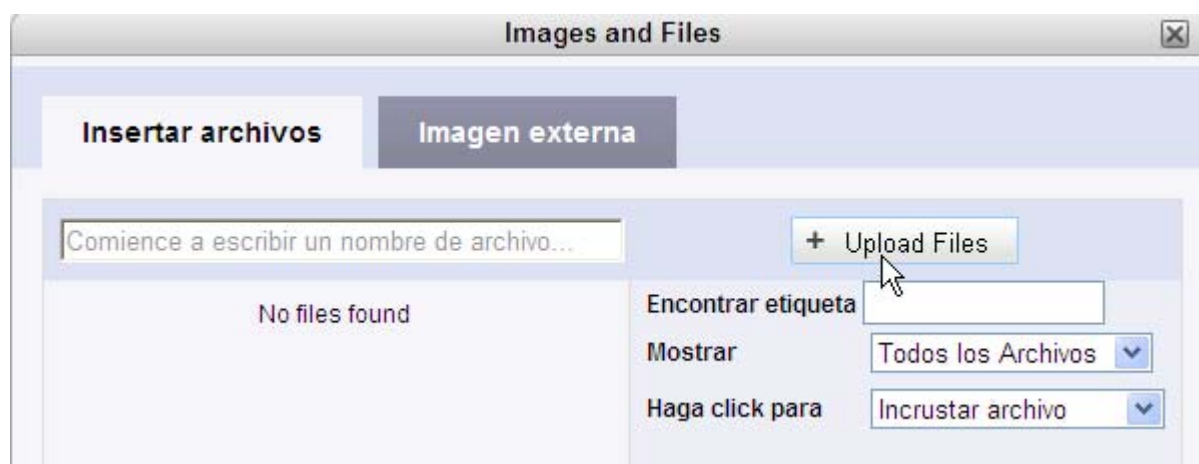 Images and Files
Insertar archivos
Imagen externa
Comience a escribir un nombre de archivo...
+ Upload Files
No files found
Encontrar etiqueta
Mostrar
Todos los Archivos
Haga click para
Incrustar archivo